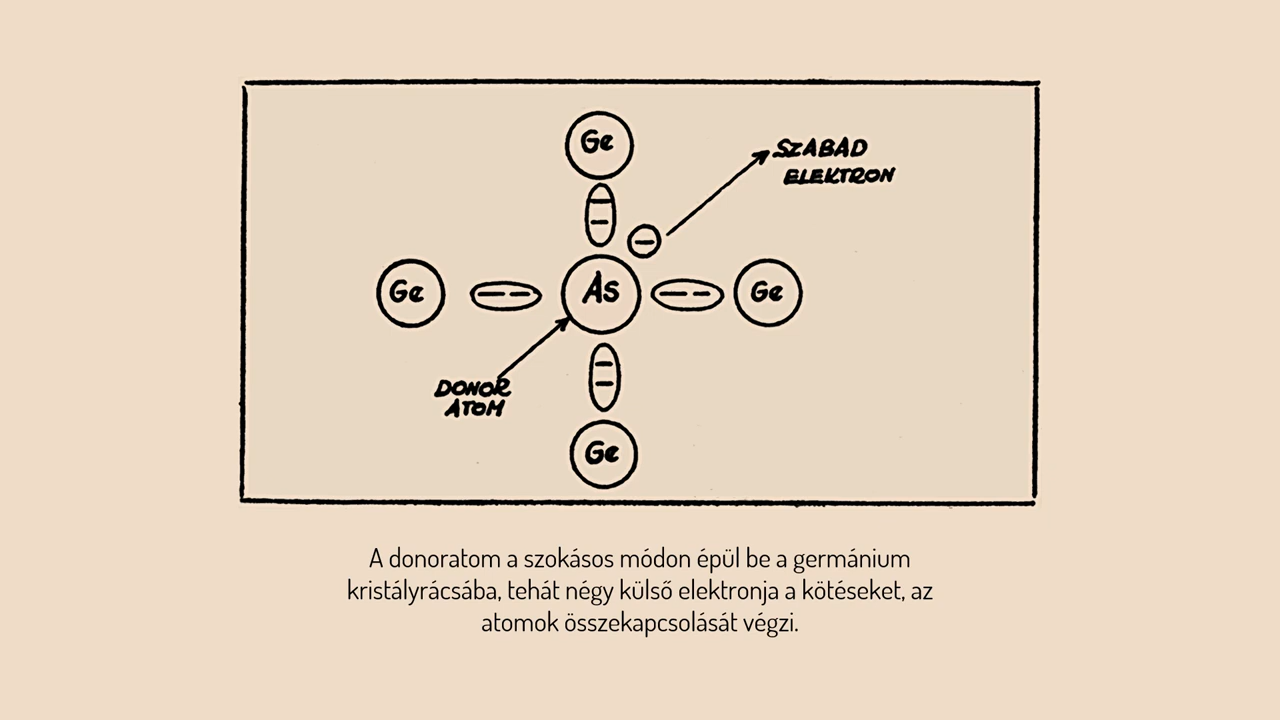 Ge
SZABAD
ELEKTRON
Ge
As
Ge
DONOR
ATOM
Ge
A donoratom a szokásos módon épül be a germánium
kristályrácsába, tehát négy külső elektronja a kötéseket, az
atomok összekapcsolását végzi.